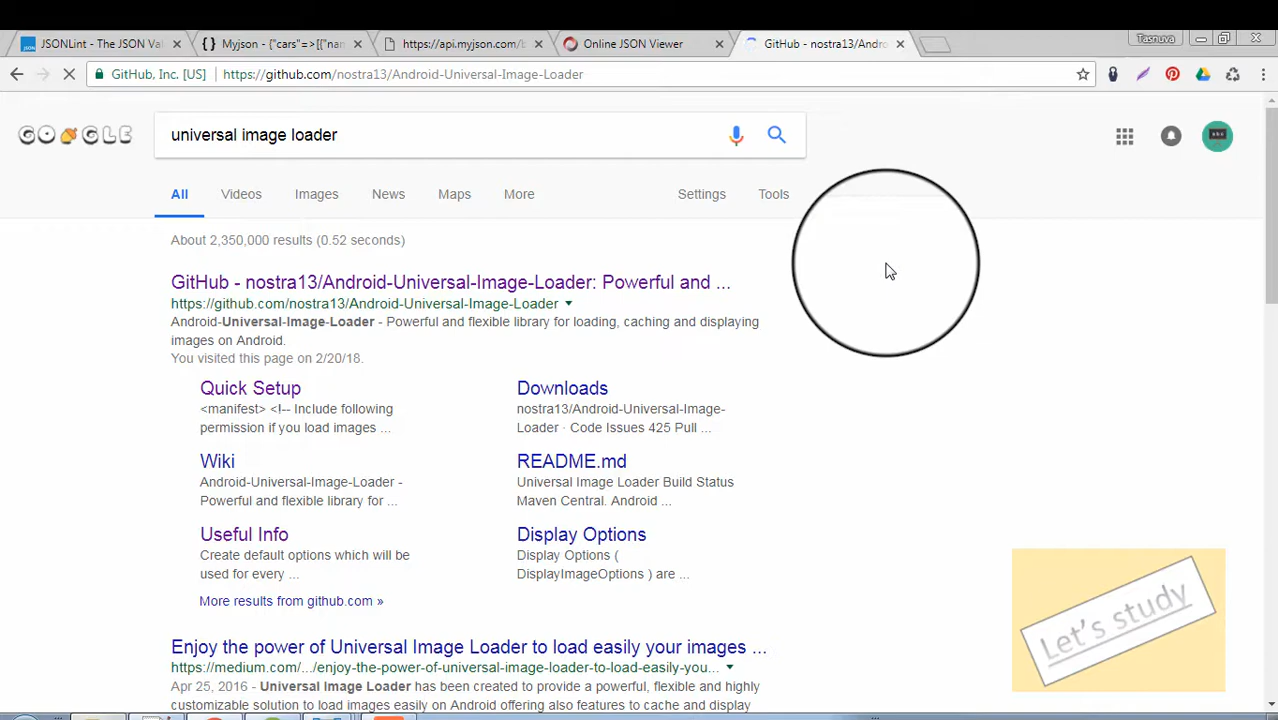 JSONLint - The JSON Val
Myjson - {"cars"=>[["nam
https://api.myjson.com/b
Online JSON Viewer
GitHub - nostra13/Andro
Tasnuva
GitHub, Inc. [US]
https://github.com/nostra13/Android-Universal-Image-Loader
GOOGLE
universal image loader
All
Videos
Images
News
Maps
More
Settings
Tools
About 2,350,000 results (0.52 seconds)
GitHub - nostra13/Android-Universal-Image-Loader: Powerful and ...
https://github.com/nostra13/Android-Universal-Image-Loader
Android-Universal-Image-Loader - Powerful and flexible library for loading, caching and displaying
images on Android.
You visited this page on 2/20/18.
Quick Setup
<manifest> <!-- Include following
permission if you load images ...
Downloads
nostra13/Android-Universal-Image-
Loader · Code Issues 425 Pull ...
Wiki
Android-Universal-Image-Loader -
Powerful and flexible library for ...
README.md
Universal Image Loader Build Status
Maven Central. Android ...
Useful Info
Create default options which will be
used for every ...
Display Options
Display Options (
DisplayImageOptions ) are ...
More results from github.com »
Let's study
Enjoy the power of Universal Image Loader to load easily your images ...
https://medium.com/.../enjoy-the-power-of-universal-image-loader-to-load-easily-you...
Apr 25, 2016 - Universal Image Loader has been created to provide a powerful, flexible and highly
customizable solution to load images easily on Android offering also features to cache and display